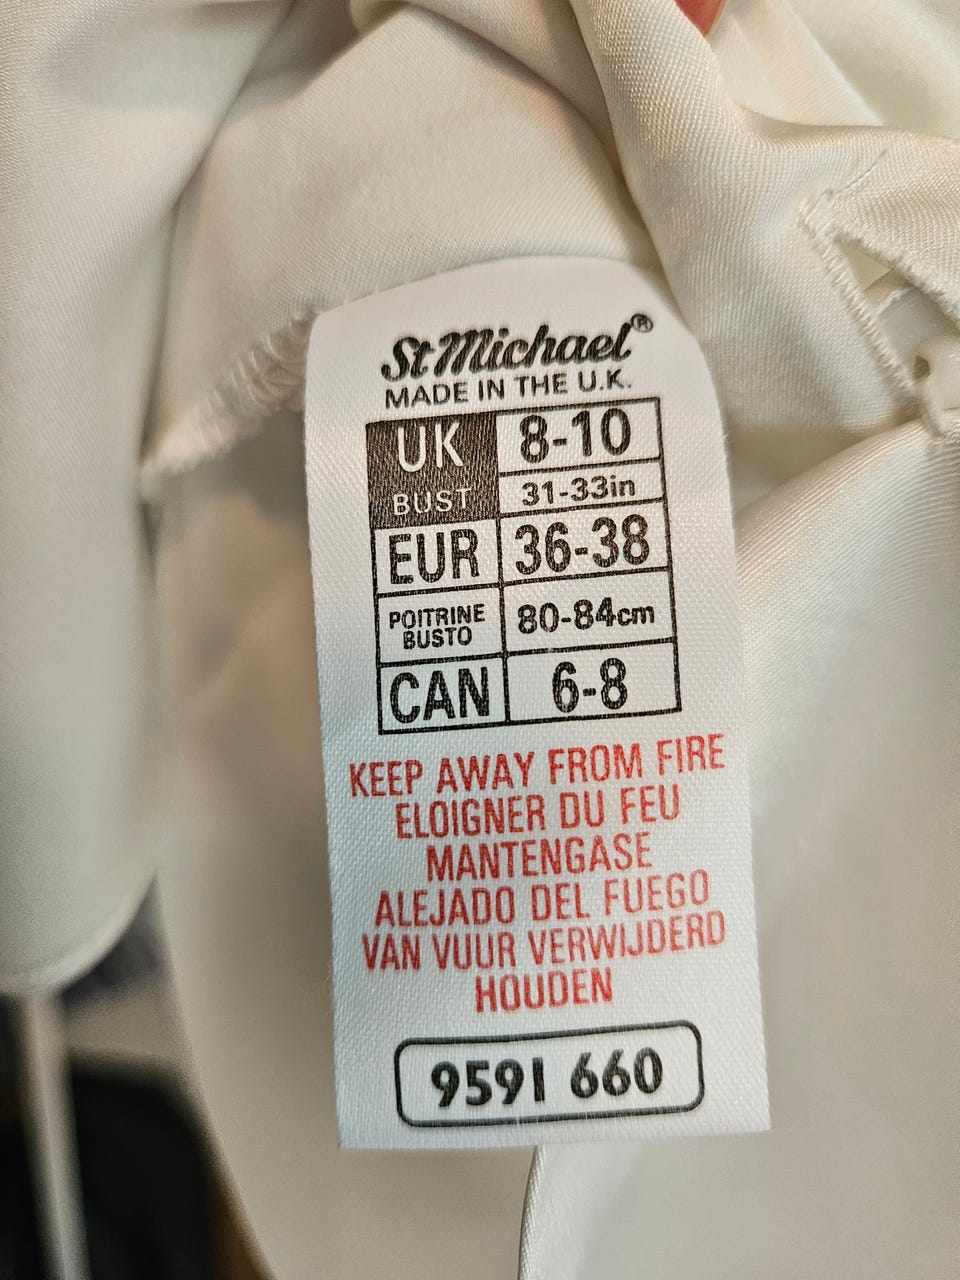 St Michael®
MADE IN THE U.K.
UK 8-10
BUST 31-33in
EUR 36-38
POITRINE
BUSTO 80-84cm
CAN 6-8
KEEP AWAY FROM FIRE
ELOIGNER DU FEU
MANTENGASE
ALEJADO DEL FUEGO
VAN VUUR VERWIJDERD
HOUDEN
9591 660